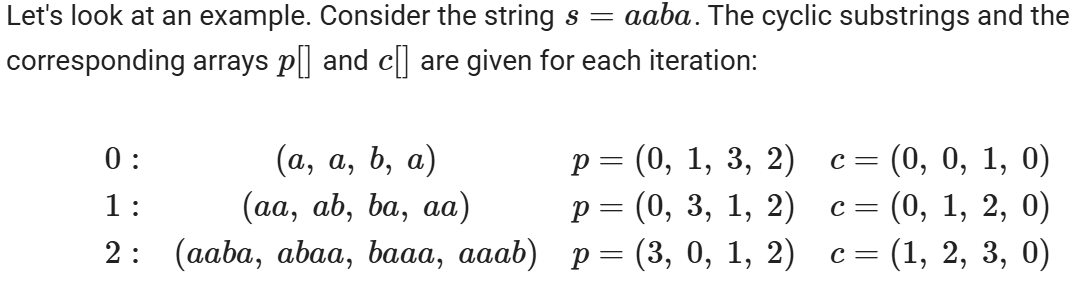 Let's look at an example. Consider the string s = aaba. The cyclic substrings and the
corresponding arrays p[] and c[] are given for each iteration:
0 : (a, a, b, a) p = (0, 1, 3, 2) c = (0, 0, 1, 0)
1 : (aa, ab, ba, aa) p = (0, 3, 1, 2) c = (0, 1, 2, 0)
2 : (aaba, abaa, baaa, aaab) p = (3, 0, 1, 2) c = (1, 2, 3, 0)